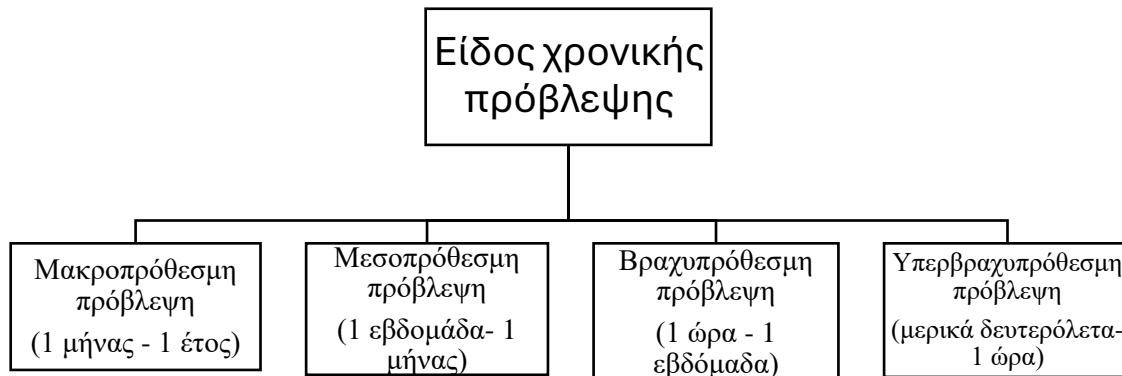 Είδος χρονικής
πρόβλεψης
Μακροπρόθεσμη
πρόβλεψη
(1 μήνας - 1 έτος)
Μεσοπρόθεσμη
πρόβλεψη
(1 εβδομάδα- 1
μήνας)
Βραχυπρόθεσμη
πρόβλεψη
(1 ώρα - 1
εβδόμαδα)
Υπερβραχυπρόθεσμη
πρόβλεψη
(μερικά δευτερόλετα-
1 ώρα)